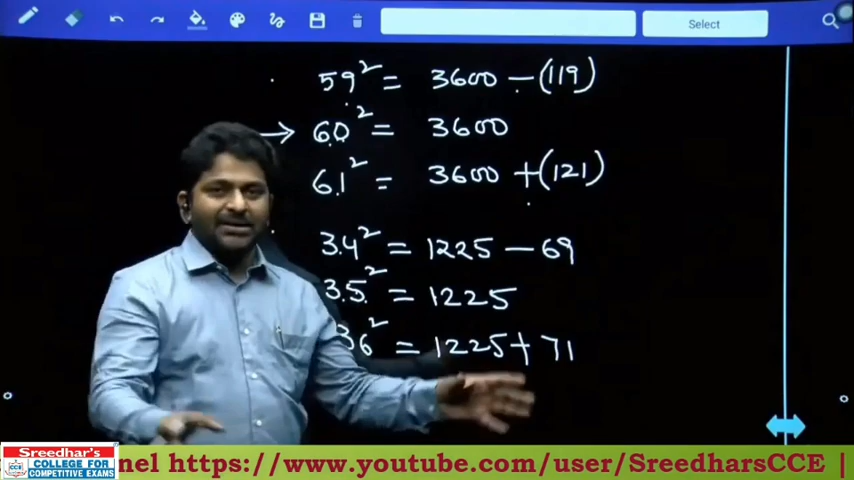 Select
59² = 3600 – (119)
→ 60² = 3600
61² = 3600 + (121)
34² = 1225 – 69
35² = 1225
36² = 1225 + 71
Sreedhar's
CCE
COLLEGE FOR
COMPETITIVE EXAMS
nel https://www.youtube.com/user/SreedharsCCE |